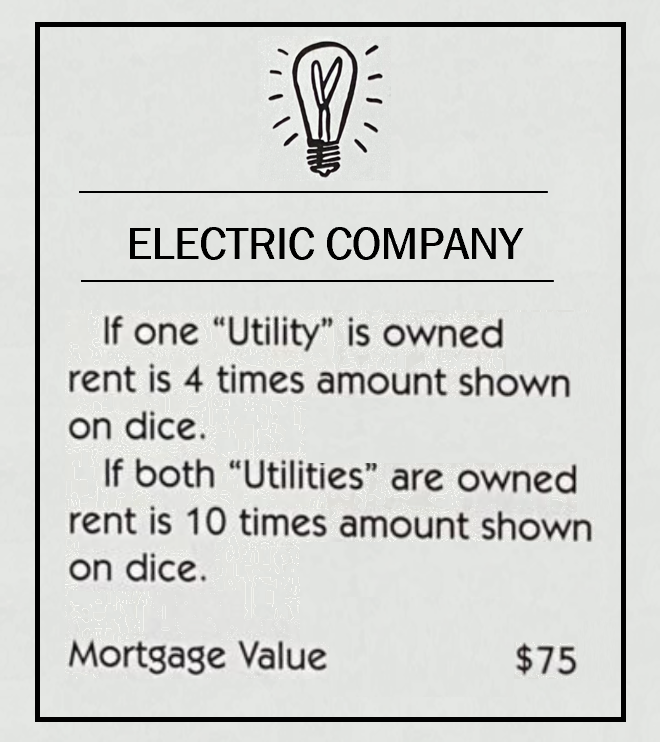 ELECTRIC COMPANY
If one “Utility” is owned
rent is 4 times amount shown
on dice.
If both “Utilities” are owned
rent is 10 times amount shown
on dice.
Mortgage Value $75